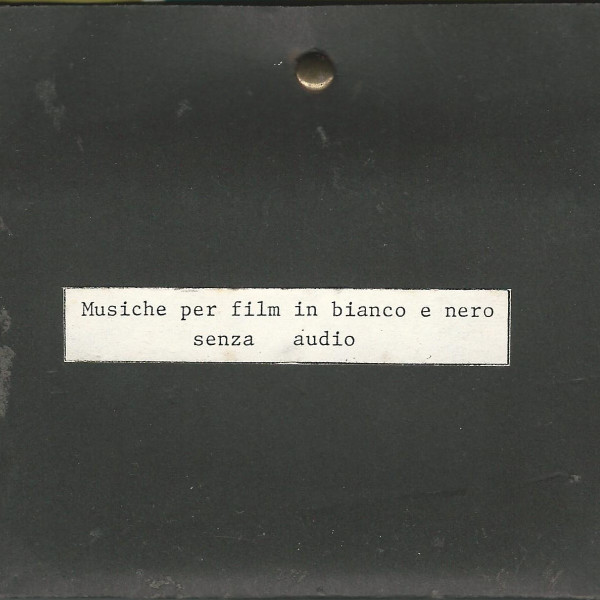 Musiche per film in bianco e nero
senza audio